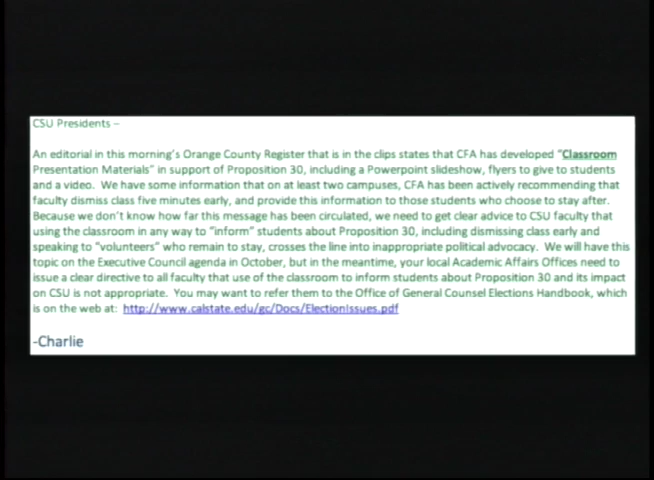 CSU Presidents –
An editorial in this morning's Orange County Register that is in the clips states that CFA has developed "Classroom
Presentation Materials" in support of Proposition 30, including a Powerpoint slideshow, flyers to give to students
and a video. We have some information that on at least two campuses, CFA has been actively recommending that
faculty dismiss class five minutes early, and provide this information to those students who choose to stay after.
Because we don't know how far this message has been circulated, we need to get clear advice to CSU faculty that
using the classroom in any way to "inform" students about Proposition 30, including dismissing class early and
speaking to "volunteers" who remain to stay, crosses the line into inappropriate political advocacy. We will have this
topic on the Executive Council agenda in October, but in the meantime, your local Academic Affairs Offices need to
issue a clear directive to all faculty that use of the classroom to inform students about Proposition 30 and its impact
on CSU is not appropriate. You may want to refer them to the Office of General Counsel Elections Handbook, which
is on the web at: http://www.calstate.edu/gc/Docs/ElectionIssues.pdf
-Charlie